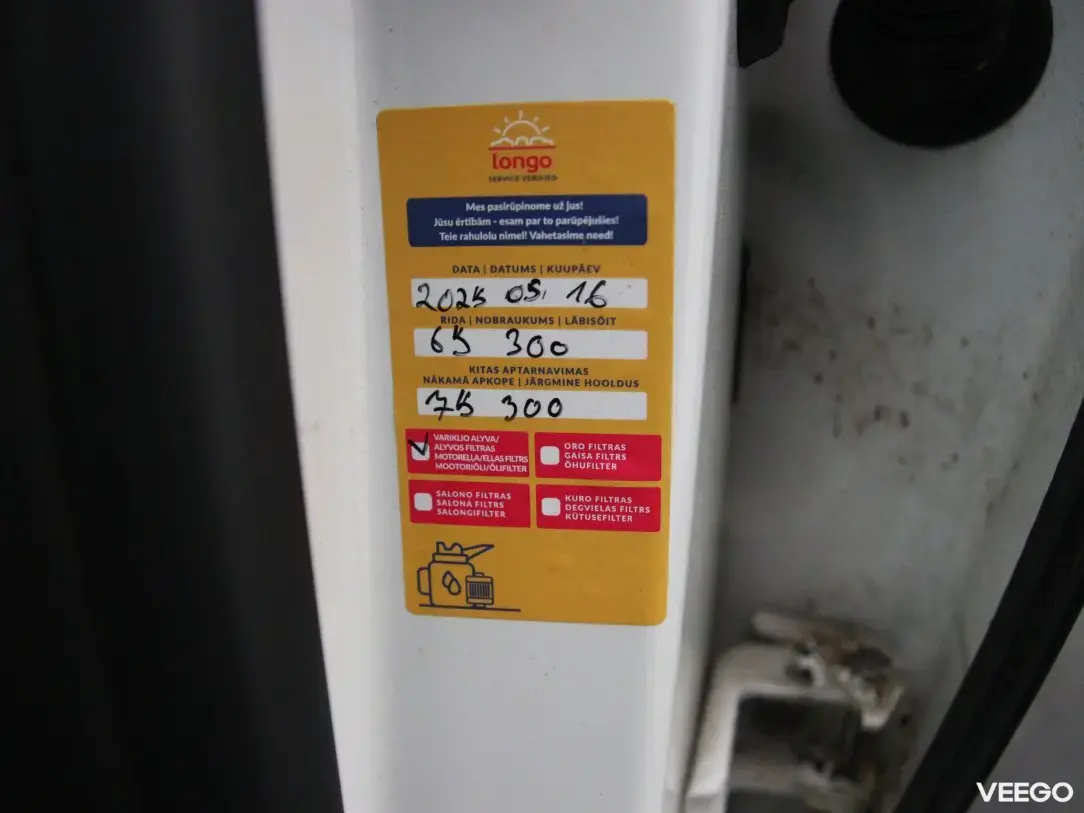 longo
SERVICE VERIFIED
Mes pasirūpinome už jus!
Jūsu ērtībām - esam par to parūpējušies!
Teie rahulolu nimel! Vahetasime need!
DATA | DATUMS | KUUPÄEV
2025 05. 16
RIDA | NOBRAUKUMS | LÄBISÕIT
65 300
KITAS APTARNAVIMAS
NĀKAMĀ APKOPE | JÄRGMINE HOOLDUS
75 300
VARIKLIO ALYVA/
ALYVOS FILTRAS
MOTOREĻĻA/EĻĻAS FILTRS
MOOTORIÕLI/ÕLIFILTER
ORO FILTRAS
GAISA FILTRS
ÕHUFILTER
SALONO FILTRAS
SALONA FILTRS
SALONGIFILTER
KURO FILTRAS
DEGVIELAS FILTRS
KÜTUSEFILTER
VEEGO